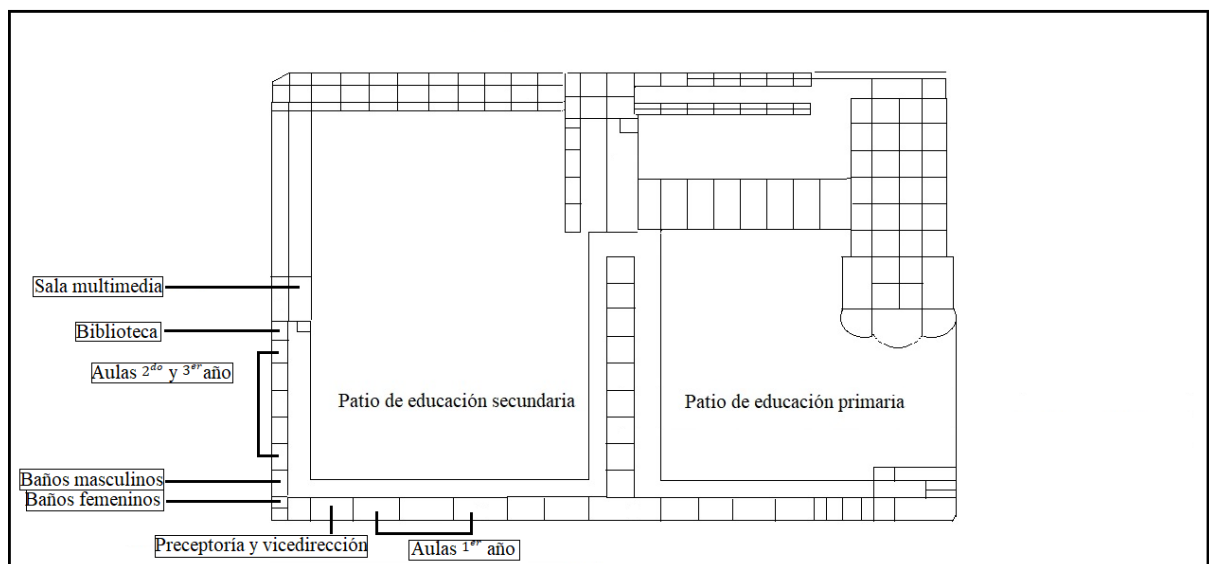 Sala multimedia
Biblioteca
Aulas 2do y 3er año
Patio de educación secundaria
Patio de educación primaria
Baños masculinos
Baños femeninos
Preceptoría y vicedirección
Aulas 1er año